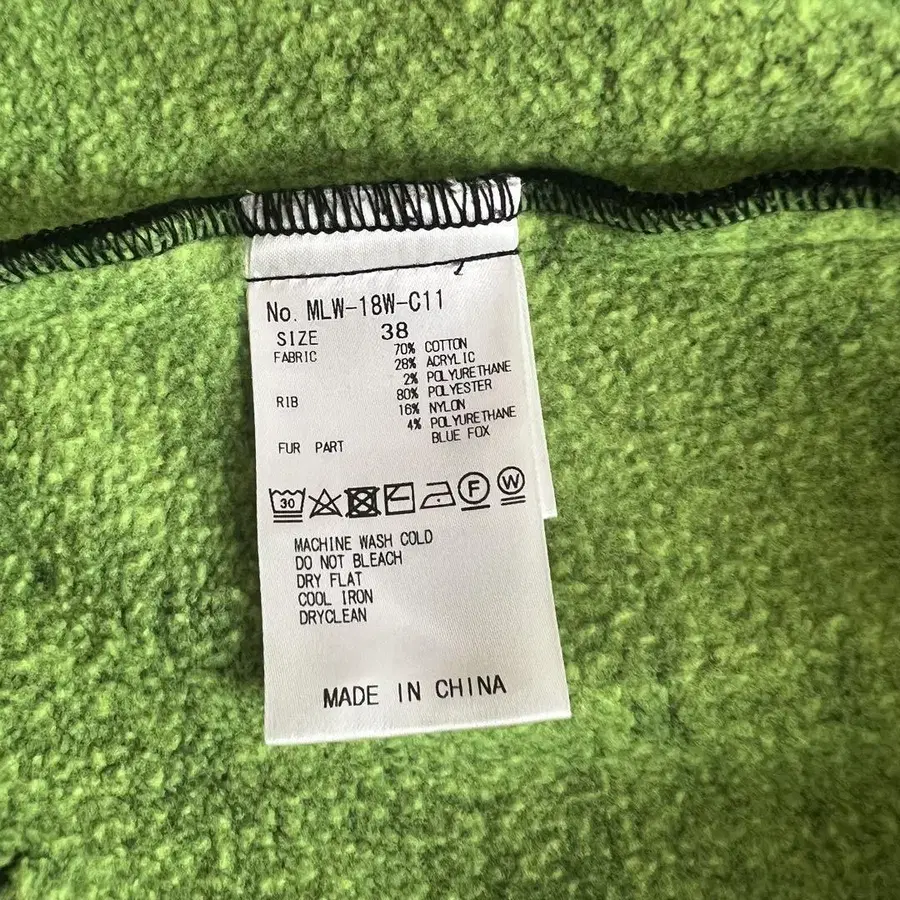 No. MLW-18W-C11
SIZE 38
FABRIC 70% COTTON
28% ACRYLIC
2% POLYURETHANE
RIB 80% POLYESTER
16% NYLON
4% POLYURETHANE
FUR PART BLUE FOX
30 F W
MACHINE WASH COLD
DO NOT BLEACH
DRY FLAT
COOL IRON
DRYCLEAN
MADE IN CHINA